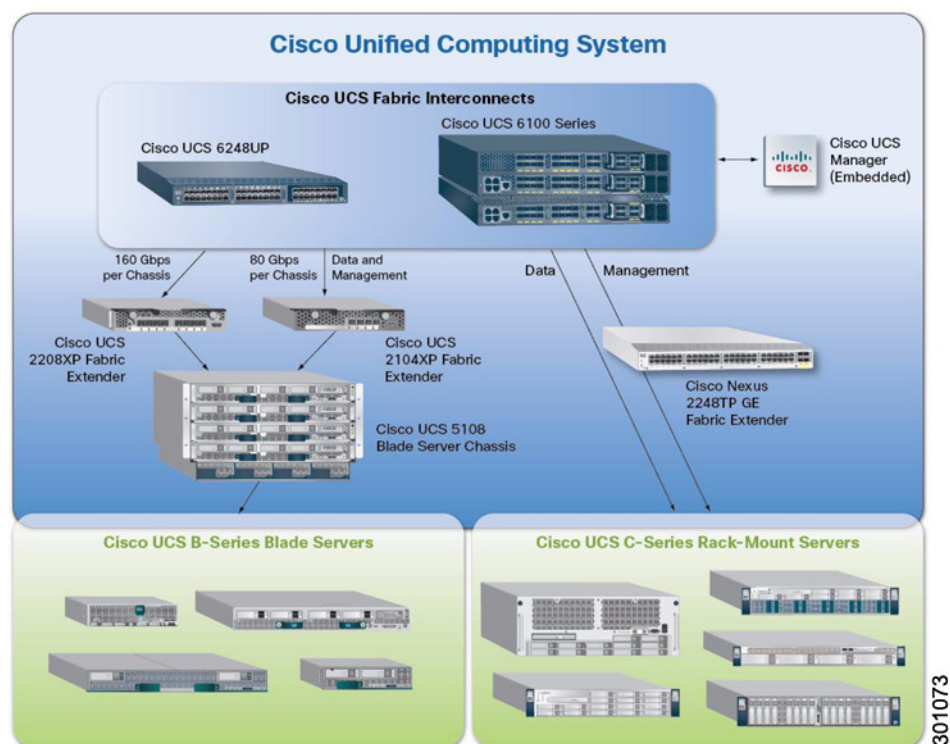 Cisco Unified Computing System
Cisco UCS Fabric Interconnects
Cisco UCS 6100 Series
Cisco UCS 6248UP
CISCO.
Cisco UCS
Manager
(Embedded)
160 Gbps
per Chassis
80 Gbps
per Chassis
Data and
Management
Data
Management
Cisco UCS
2208XP Fabric
Extender
Cisco UCS
2104XP Fabric
Extender
Cisco Nexus
2248TP GE
Fabric Extender
Cisco UCS 5108
Blade Server Chassis
Cisco UCS B-Series Blade Servers
Cisco UCS C-Series Rack-Mount Servers
301073